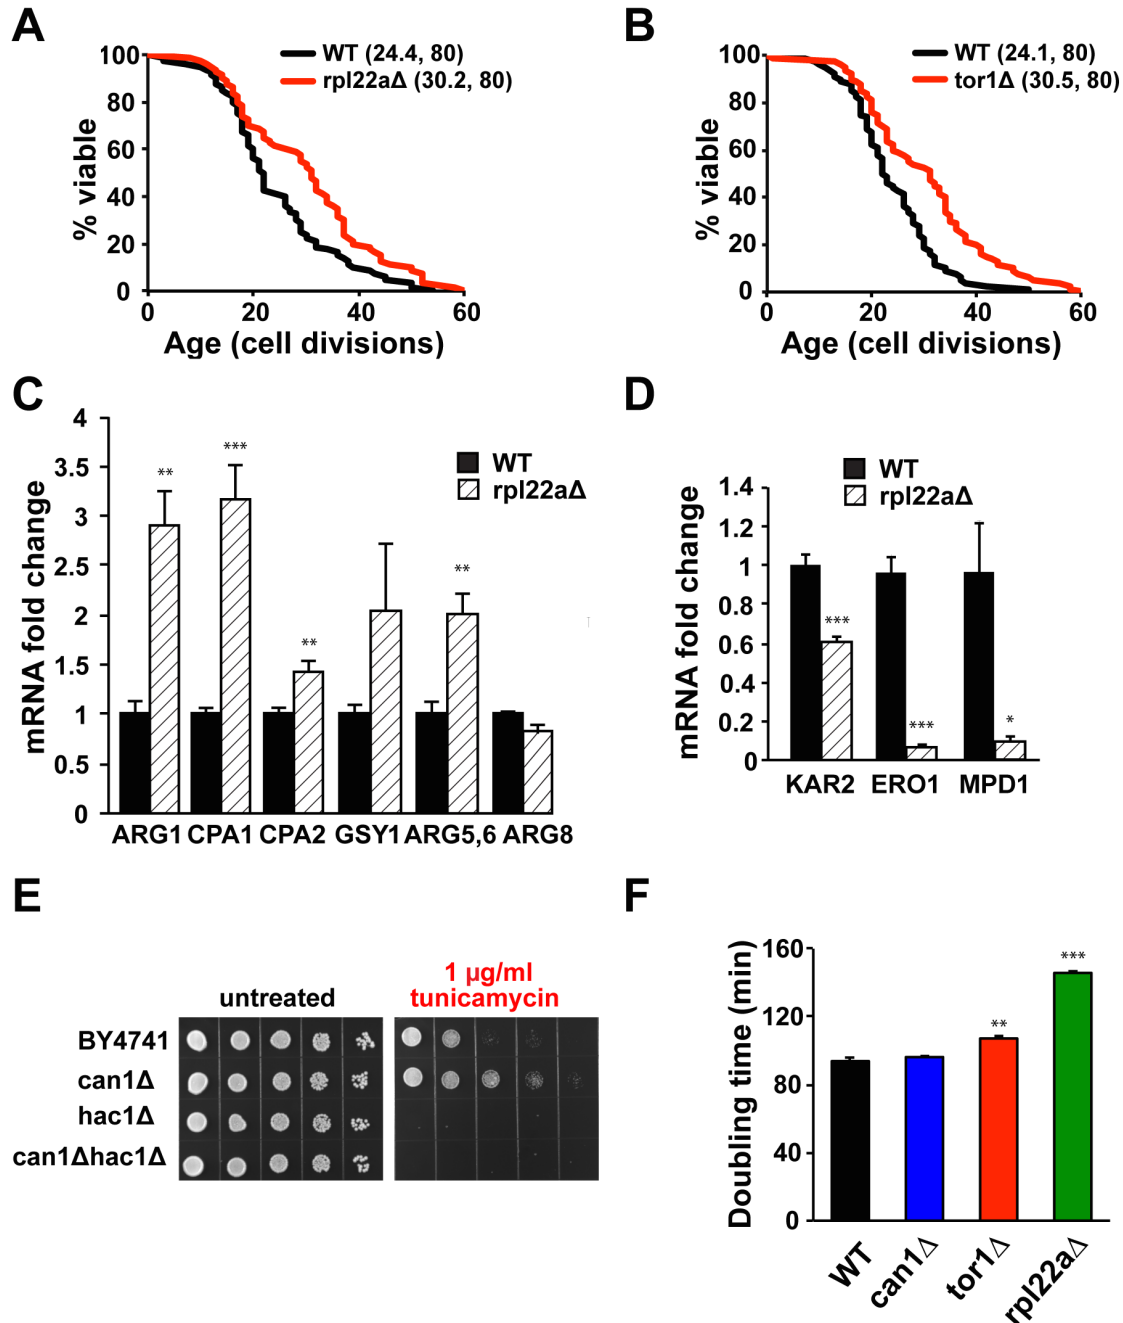 A
WT (24.4, 80)
rpl22aΔ (30.2, 80)
100
80
60
40
20
0
% viable
0 20 40 60
Age (cell divisions)
B
WT (24.1, 80)
tor1Δ (30.5, 80)
100
80
60
40
20
0
% viable
0 20 40 60
Age (cell divisions)
C
4
3.5
3
2.5
2
1.5
1
0.5
0
mRNA fold change
WT
rpl22aΔ
**
***
**
**
ARG1 CPA1 CPA2 GSY1 ARG5,6 ARG8
D
WT
rpl22aΔ
1.4
1.2
1
0.8
0.6
0.4
0.2
0
mRNA fold change
***
***
*
KAR2 ERO1 MPD1
E
untreated
1 µg/ml
tunicamycin
BY4741
can1Δ
hac1Δ
can1Δhac1Δ
F
160
120
80
40
0
Doubling time (min)
**
***
WT
can1Δ
tor1Δ
rpl22aΔ